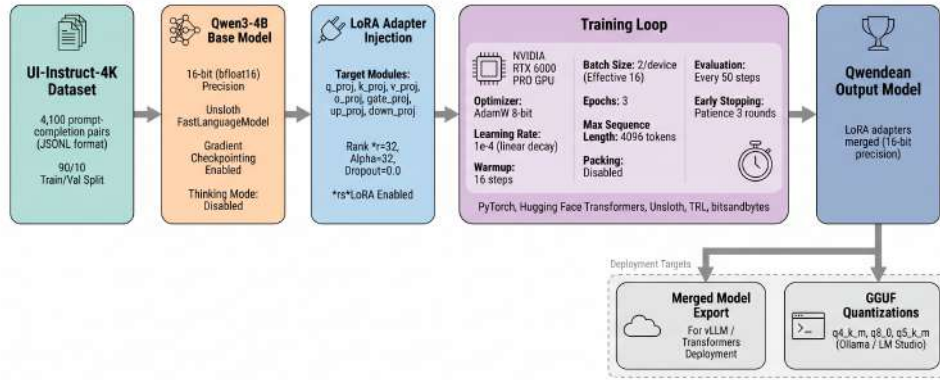 UI-Instruct-4K
Dataset
4,100 prompt-
completion pairs
(JSONL format)
90/10
Train/Val Split
Qwen3-4B
Base Model
16-bit (bfloat16)
Precision
Unsloth
FastLanguageModel
Gradient
Checkpointing
Enabled
Thinking Mode:
Disabled
LoRA Adapter
Injection
Target Modules:
q_proj, k_proj, v_proj,
o_proj, gate_proj,
up_proj, down_proj
Rank *r=32,
Alpha=32,
Dropout=0.0
*rs*LoRA Enabled
Training Loop
NVIDIA
RTX 6000
PRO GPU
Optimizer:
AdamW 8-bit
Learning Rate:
1e-4 (linear decay)
Warmup:
16 steps
Batch Size: 2/device
(Effective 16)
Epochs: 3
Max Sequence
Length: 4096 tokens
Packing:
Disabled
Evaluation:
Every 50 steps
Early Stopping:
Patience 3 rounds
PyTorch, Hugging Face Transformers, Unsloth, TRL, bitsandbytes
Qwendean
Output Model
LoRA adapters
merged (16-bit
precision)
Deployment Targets
Merged Model
Export
For vLLM /
Transformers
Deployment
GGUF
Quantizations
>_
q4_k_m, q8_0, q5_k_m
(Ollama / LM Studio)